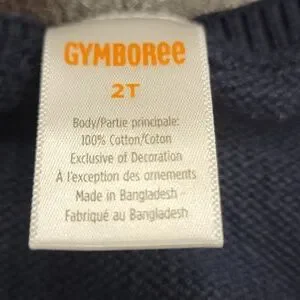 GYMBOREE
2T
Body/Partie principale:
100% Cotton/Coton
Exclusive of Decoration
À l'exception des ornements
Made in Bangladesh -
Fabriqué au Bangladesh